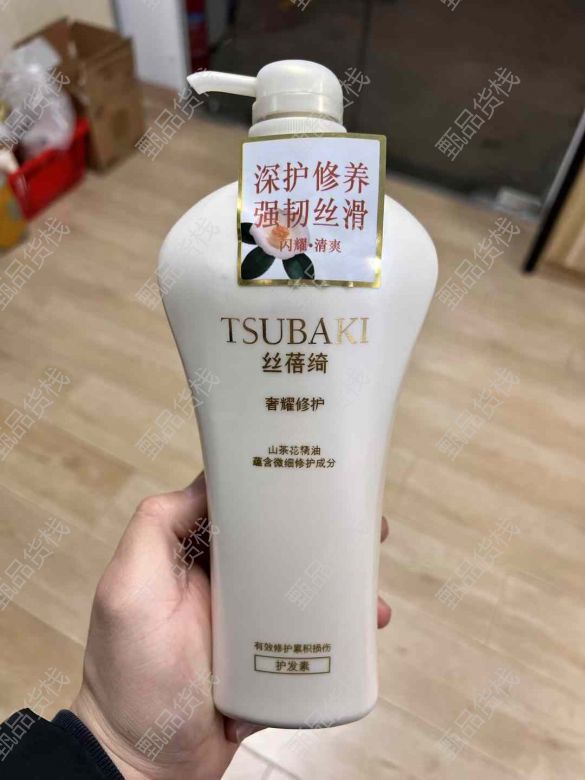 深护修养
强韧丝滑
闪耀·清爽
TSUBAKI
丝蓓绮
奢耀修护
山茶花精油
蕴含微细修护成分
有效修护累积损伤
护发素
甄品货栈